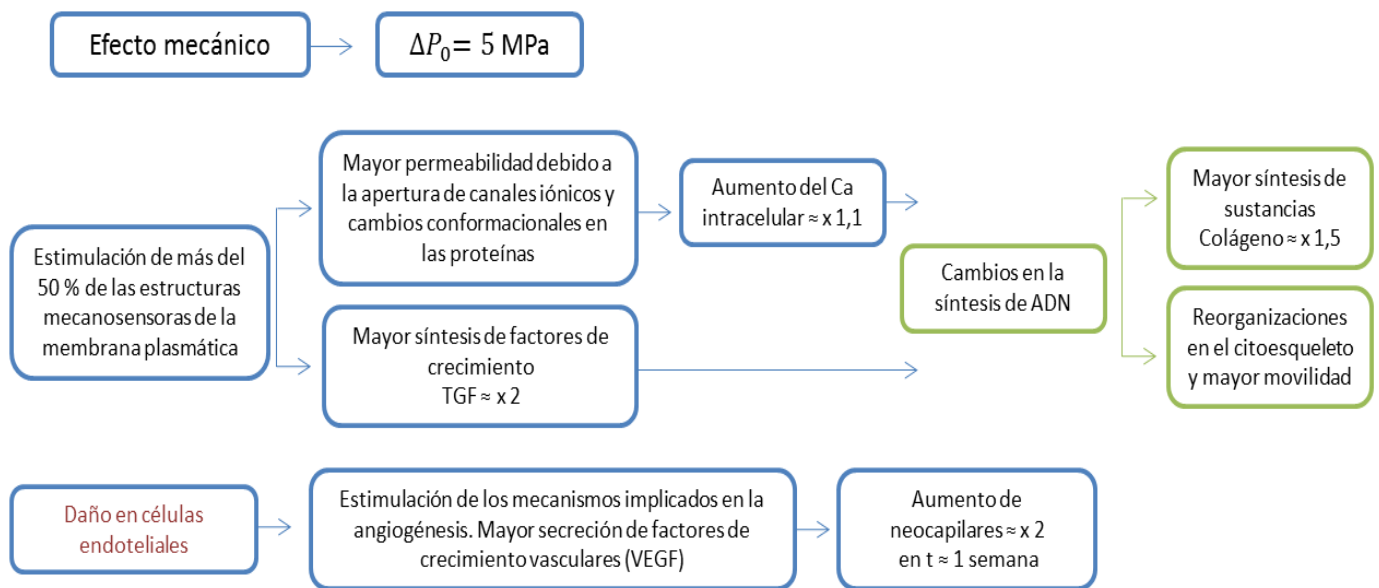 Efecto mecánico
ΔP₀ = 5 MPa
Estimulación de más del
50 % de las estructuras
mecanosensoras de la
membrana plasmática
Mayor permeabilidad debido a
la apertura de canales iónicos y
cambios conformacionales en
las proteínas
Aumento del Ca
intracelular ≈ x 1,1
Mayor síntesis de factores de
crecimiento
TGF ≈ x 2
Cambios en la
síntesis de ADN
Mayor síntesis de
sustancias
Colágeno ≈ x 1,5
Reorganizaciones
en el citoesqueleto
y mayor movilidad
Daño en células
endoteliales
Estimulación de los mecanismos implicados en la
angiogénesis. Mayor secreción de factores de
crecimiento vasculares (VEGF)
Aumento de
neocapilares ≈ x 2
en t ≈ 1 semana